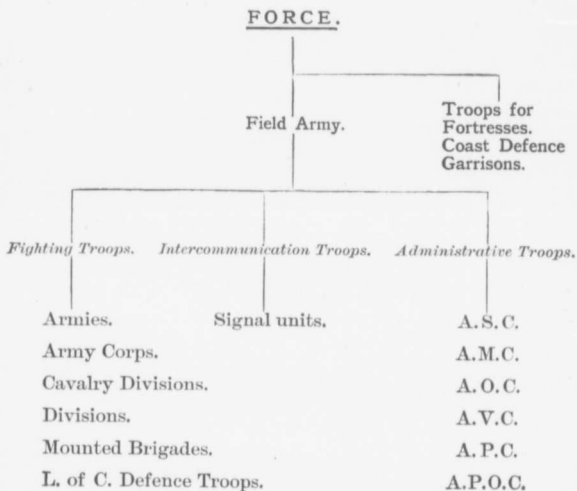 FORCE.
Field Army.
Troops for
Fortresses.
Coast Defence
Garrisons.
Fighting Troops. Intercommunication Troops. Administrative Troops.
Armies. Signal units. A.S.C.
Army Corps. A.M.C.
Cavalry Divisions. A.O.C.
Divisions. A.V.C.
Mounted Brigades. A.P.C.
L. of C. Defence Troops. A.P.O.C.